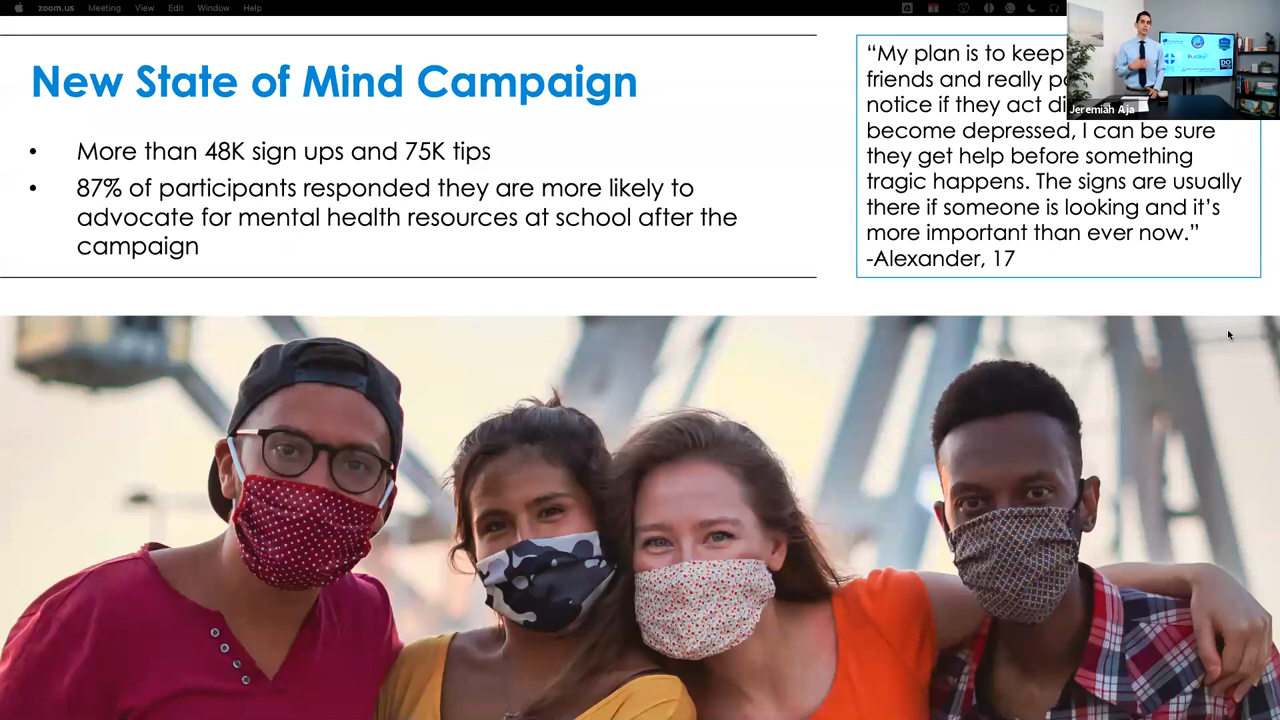 zoom.us Meeting View Edit Window Help
New State of Mind Campaign
• More than 48K sign ups and 75K tips
• 87% of participants responded they are more likely to
advocate for mental health resources at school after the
campaign
“My plan is to keep
friends and really
notice if they act
become depressed, I can be sure
they get help before something
tragic happens. The signs are usually
there if someone is looking and it’s
more important than ever now.”
-Alexander, 17
Jeremiah Aja